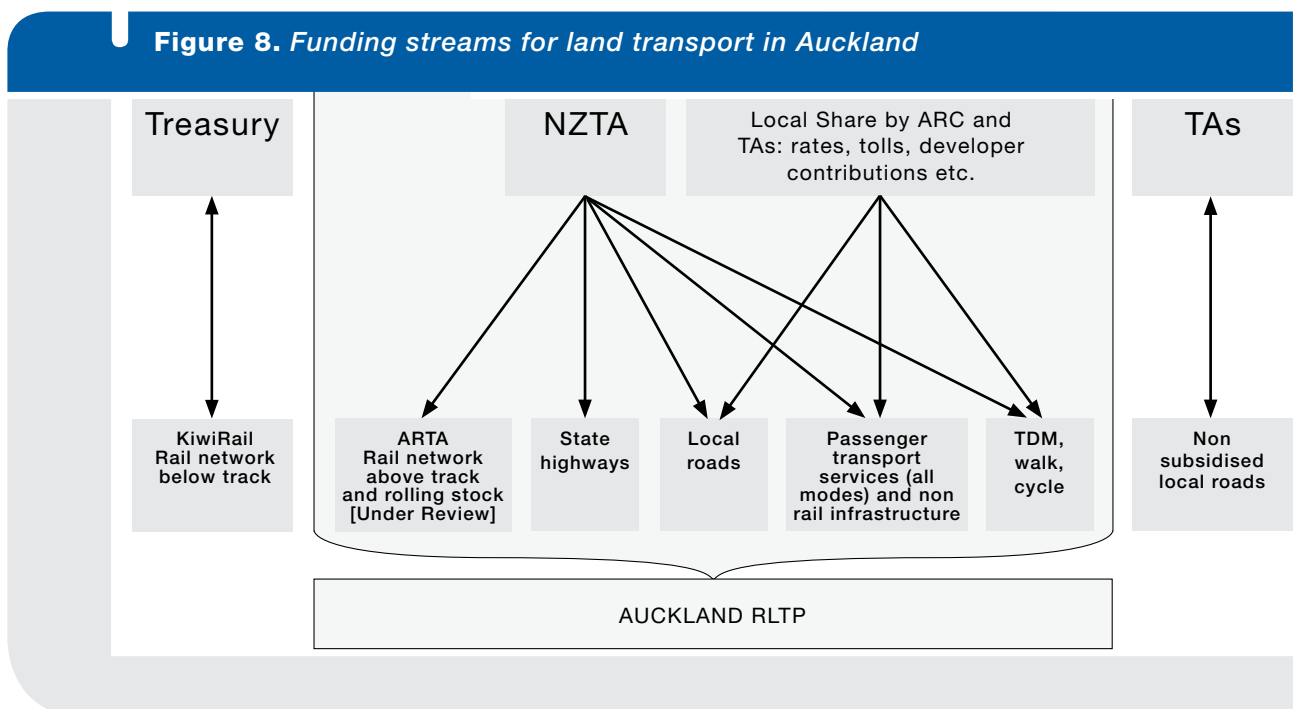 Figure 8. Funding streams for land transport in Auckland
Treasury
NZTA
Local Share by ARC and
TAs: rates, tolls, developer
contributions etc.
TAs
KiwiRail
Rail network
below track
ARTA
Rail network
above track
and rolling stock
[Under Review]
State
highways
Local
roads
Passenger
transport
services (all
modes) and non
rail infrastructure
TDM,
walk,
cycle
Non
subsidised
local roads
AUCKLAND RLTP